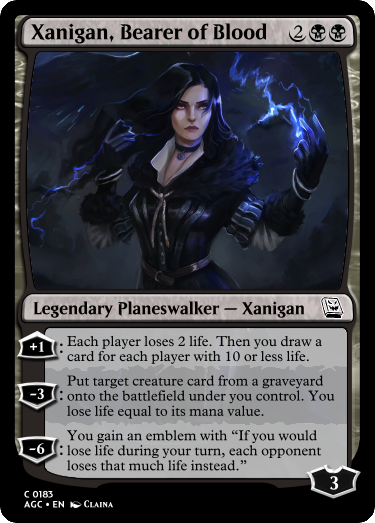 Xanigan, Bearer of Blood 2
Legendary Planeswalker — Xanigan
+1: Each player loses 2 life. Then you draw a
card for each player with 10 or less life.
-3: Put target creature card from a graveyard
onto the battlefield under you control. You
lose life equal to its mana value.
-6: You gain an emblem with “If you would
lose life during your turn, each opponent
loses that much life instead.”
3
C 0183
AGC • EN Claina